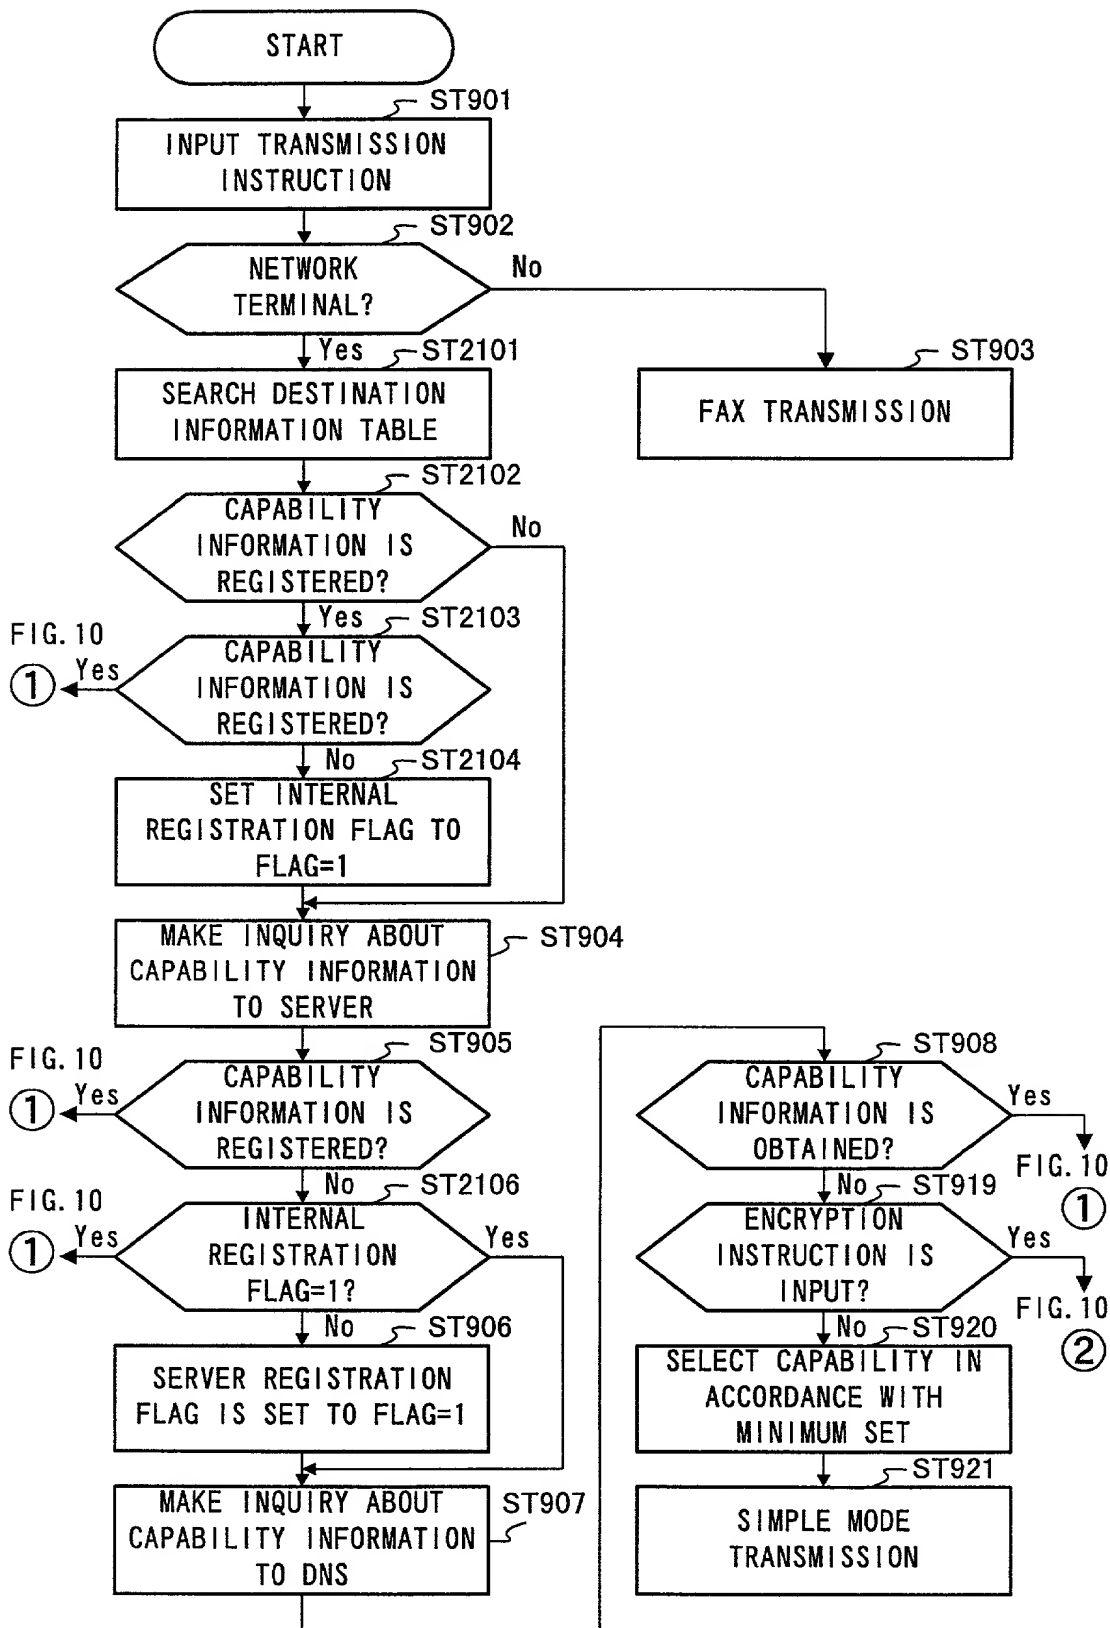 START
ST901
INPUT TRANSMISSION
INSTRUCTION
ST902
NETWORK
TERMINAL?
No
Yes
ST2101
SEARCH DESTINATION
INFORMATION TABLE
ST903
FAX TRANSMISSION
ST2102
CAPABILITY
INFORMATION IS
REGISTERED?
No
Yes
ST2103
FIG. 10
1
Yes
CAPABILITY
INFORMATION IS
REGISTERED?
No
ST2104
SET INTERNAL
REGISTRATION FLAG TO
FLAG=1
MAKE INQUIRY ABOUT
CAPABILITY INFORMATION
TO SERVER
ST904
ST905
FIG. 10
1
Yes
CAPABILITY
INFORMATION IS
REGISTERED?
No
ST2106
FIG. 10
1
Yes
INTERNAL
REGISTRATION
FLAG=1?
Yes
No
ST906
SERVER REGISTRATION
FLAG IS SET TO FLAG=1
MAKE INQUIRY ABOUT
CAPABILITY INFORMATION
TO DNS
ST907
ST908
CAPABILITY
INFORMATION IS
OBTAINED?
Yes
FIG. 10
1
No
ST919
ENCRYPTION
INSTRUCTION IS
INPUT?
Yes
FIG. 10
2
No
ST920
SELECT CAPABILITY IN
ACCORDANCE WITH
MINIMUM SET
ST921
SIMPLE MODE
TRANSMISSION